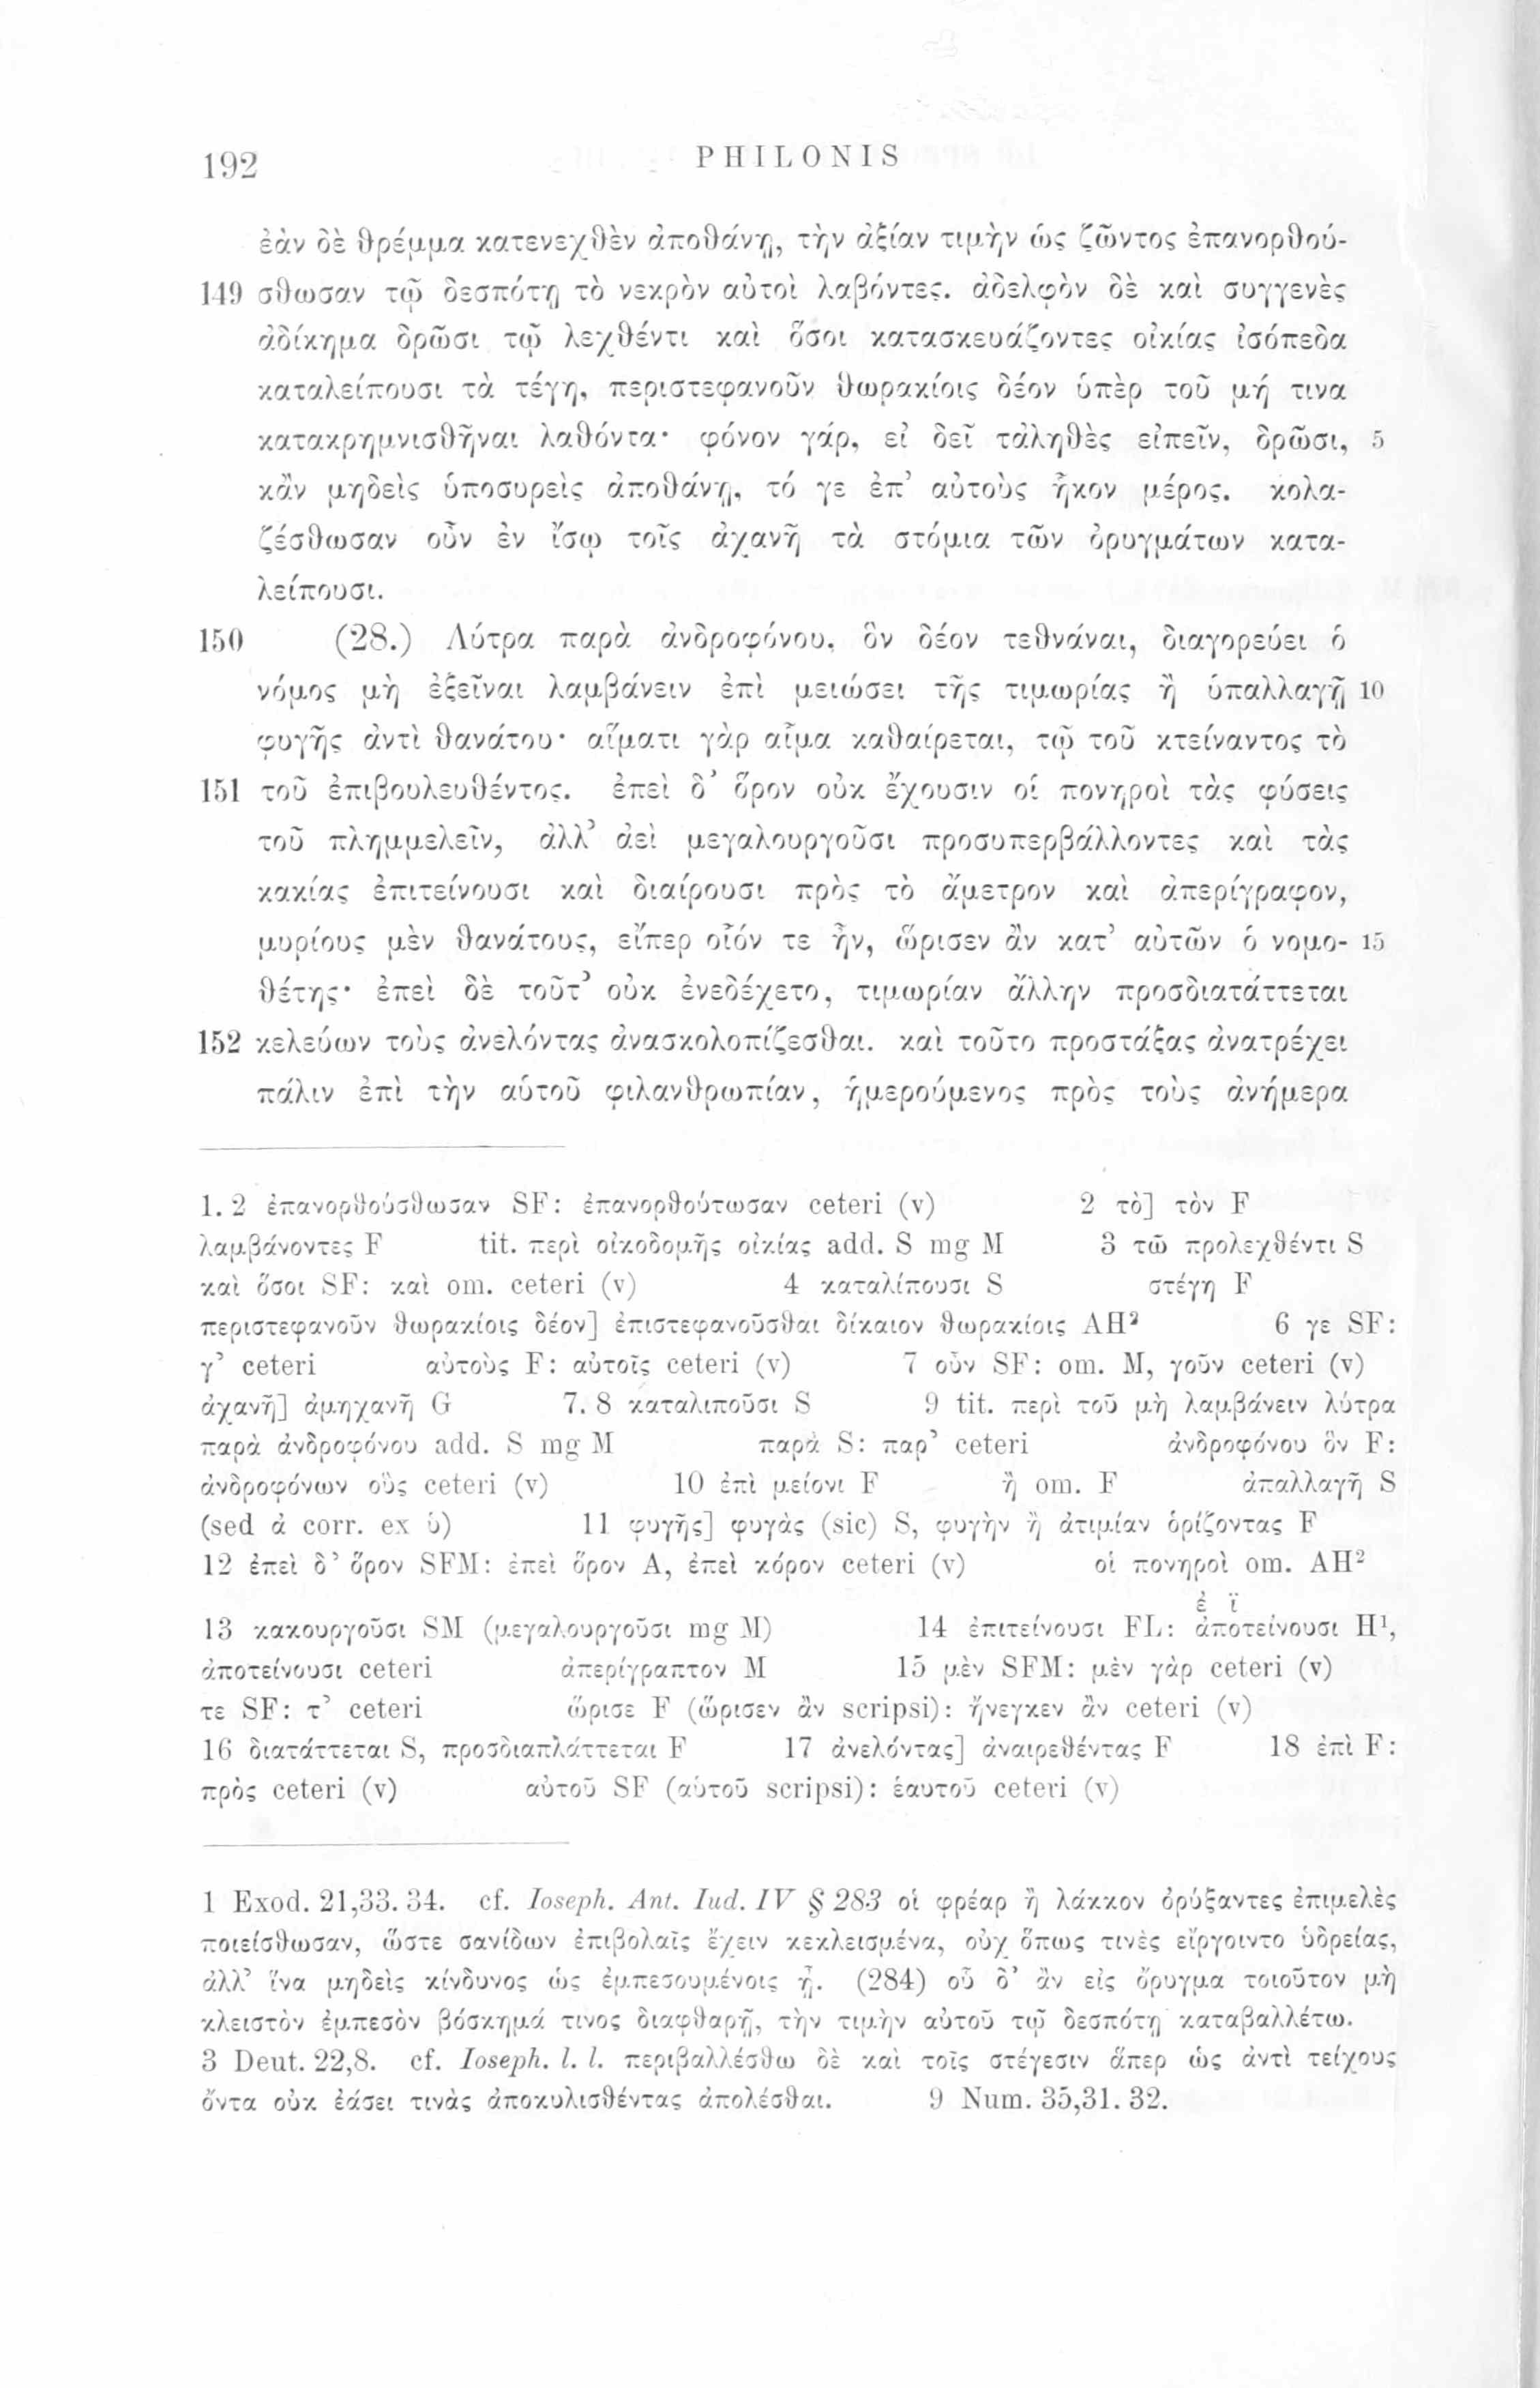 192
PHILONIS
ἐὰν δὲ θρέμμα κατενεχθὲν ἀποθάνῃ, τὴν ἀξίαν τιμὴν ὡς ζῶντος ἐπανορθού-
149 σθωσαν τῷ δεσπότῃ τὸ νεκρὸν αὐτοὶ λαβόντες. ἀδελφὸν δὲ καὶ συγγενὲς
ἀδίκημα δρῶσι τῷ λεχθέντι καὶ ὅσοι κατασκευάζοντες οἰκίας ἰσόπεδα
καταλείπουσι τὰ τέγη, περιστεφανοῦν θωρακίοις δέον ὑπὲρ τοῦ μή τινα
κατακρημνισθῆναι λαθόντα· φόνον γάρ, εἰ δεῖ τἀληθὲς εἰπεῖν, δρῶσι, 5
κἂν μηδεὶς ὑποσυρεὶς ἀποθάνῃ, τό γε ἐπ’ αὐτοὺς ἧκον μέρος. κολα-
ζέσθωσαν οὖν ἐν ἴσῳ τοῖς ἀχανῆ τὰ στόμια τῶν ὀρυγμάτων κατα-
λείπουσι.
150 (28.) Λύτρα παρὰ ἀνδροφόνου, ὃν δέον τεθνάναι, διαγορεύει ὁ
νόμος μὴ ἐξεῖναι λαμβάνειν ἐπὶ μειώσει τῆς τιμωρίας ἢ ὑπαλλαγῇ 10
φυγῆς ἀντὶ θανάτου· αἵματι γὰρ αἷμα καθαίρεται, τῷ τοῦ κτείναντος τὸ
151 τοῦ ἐπιβουλευθέντος. ἐπεὶ δ’ ὅρον οὐκ ἔχουσιν οἱ πονηροὶ τὰς φύσεις
τοῦ πλημμελεῖν, ἀλλ’ ἀεὶ μεγαλουργοῦσι προσυπερβάλλοντες καὶ τὰς
κακίας ἐπιτείνουσι καὶ διαίρουσι πρὸς τὸ ἄμετρον καὶ ἀπερίγραφον,
μυρίους μὲν θανάτους, εἴπερ οἷόν τε ἦν, ὥρισεν ἂν κατ’ αὐτῶν ὁ νομο- 15
θέτης· ἐπεὶ δὲ τοῦτ’ οὐκ ἐνεδέχετο, τιμωρίαν ἄλλην προσδιατάττεται
152 κελεύων τοὺς ἀνελόντας ἀνασκολοπίζεσθαι. καὶ τοῦτο προστάξας ἀνατρέχει
πάλιν ἐπὶ τὴν αὑτοῦ φιλανθρωπίαν, ἡμερούμενος πρὸς τοὺς ἀνήμερα
1. 2 ἐπανορθούσθωσαν SF: ἐπανορθούτωσαν ceteri (v) 2 τὸ] τὸν F
λαμβάνοντες F tit. περὶ οἰκοδομῆς οἰκίας add. S mg M 3 τῶ προλεχθέντι S
καὶ ὅσοι SF: καὶ om. ceteri (v) 4 καταλίπουσι S στέγη F
περιστεφανοῦν θωρακίοις δέον] ἐπιστεφανοῦσθαι δίκαιον θωρακίοις AH² 6 γε SF:
γ’ ceteri αὐτοὺς F: αὐτοῖς ceteri (v) 7 οὖν SF: om. M, γοῦν ceteri (v)
ἀχανῆ] ἀμηχανῆ G 7. 8 καταλιποῦσι S 9 tit. περὶ τοῦ μὴ λαμβάνειν λύτρα
παρὰ ἀνδροφόνου add. S mg M παρὰ S: παρ’ ceteri ἀνδροφόνου ὃν F:
ἀνδροφόνων οὓς ceteri (v) 10 ἐπὶ μείονι F ἢ om. F ἀπαλλαγῆ S
(sed ἀ corr. ex ὑ) 11 φυγῆς] φυγὰς (sic) S, φυγὴν ἢ ἀτιμίαν ὁρίζοντας F
12 ἐπεὶ δ’ ὅρον SFM: ἐπεὶ ὅρον A, ἐπεὶ κόρον ceteri (v) οἱ πονηροὶ om. AH²
ἐ ϊ
13 κακουργοῦσι SM (μεγαλουργοῦσι mg M) 14 ἐπιτείνουσι FL: ἀποτείνουσι H¹,
ἀποτείνουσι ceteri ἀπερίγραπτον M 15 μὲν SFM: μὲν γὰρ ceteri (v)
τε SF: τ’ ceteri ὥρισε F (ὥρισεν ἂν scripsi): ἤνεγκεν ἂν ceteri (v)
16 διατάττεται S, προσδιαπλάττεται F 17 ἀνελόντας] ἀναιρεθέντας F 18 ἐπὶ F:
πρὸς ceteri (v) αὐτοῦ SF (αὑτοῦ scripsi): ἑαυτοῦ ceteri (v)
1 Exod. 21,33. 34. cf. Ioseph. Ant. Iud. IV § 283 οἱ φρέαρ ἢ λάκκον ὀρύξαντες ἐπιμελὲς
ποιείσθωσαν, ὥστε σανίδων ἐπιβολαῖς ἔχειν κεκλεισμένα, οὐχ ὅπως τινὲς εἴργοιντο ὑδρείας,
ἀλλ’ ἵνα μηδεὶς κίνδυνος ὡς ἐμπεσουμένοις ᾖ. (284) οὗ δ’ ἂν εἰς ὄρυγμα τοιοῦτον μὴ
κλειστὸν ἐμπεσὸν βόσκημά τινος διαφθαρῇ, τὴν τιμὴν αὐτοῦ τῷ δεσπότῃ καταβαλλέτω.
3 Deut. 22,8. cf. Ioseph. l. l. περιβαλλέσθω δὲ καὶ τοῖς στέγεσιν ἅπερ ὡς ἀντὶ τείχους
ὄντα οὐκ ἐάσει τινὰς ἀποκυλισθέντας ἀπολέσθαι. 9 Num. 35,31. 32.